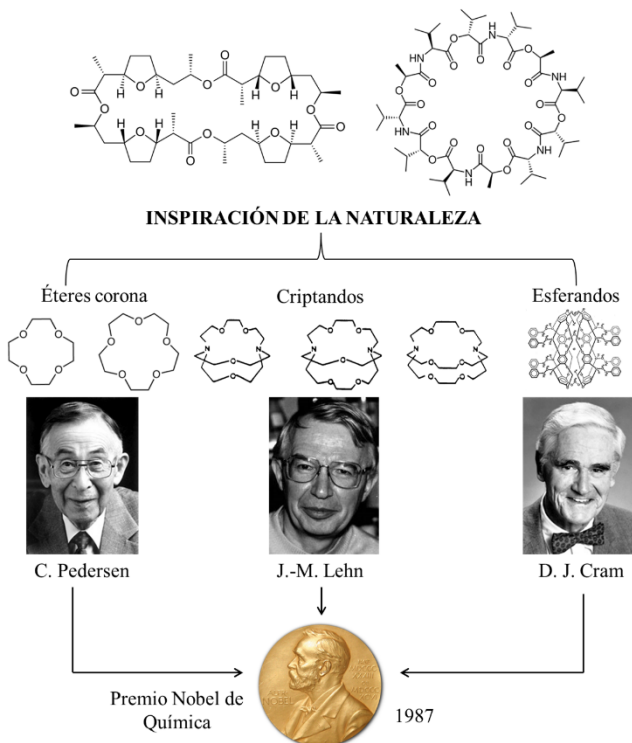 INSPIRACIÓN DE LA NATURALEZA
Éteres corona
Criptandos
Esferandos
C. Pedersen
J.-M. Lehn
D. J. Cram
Premio Nobel de
Química
1987